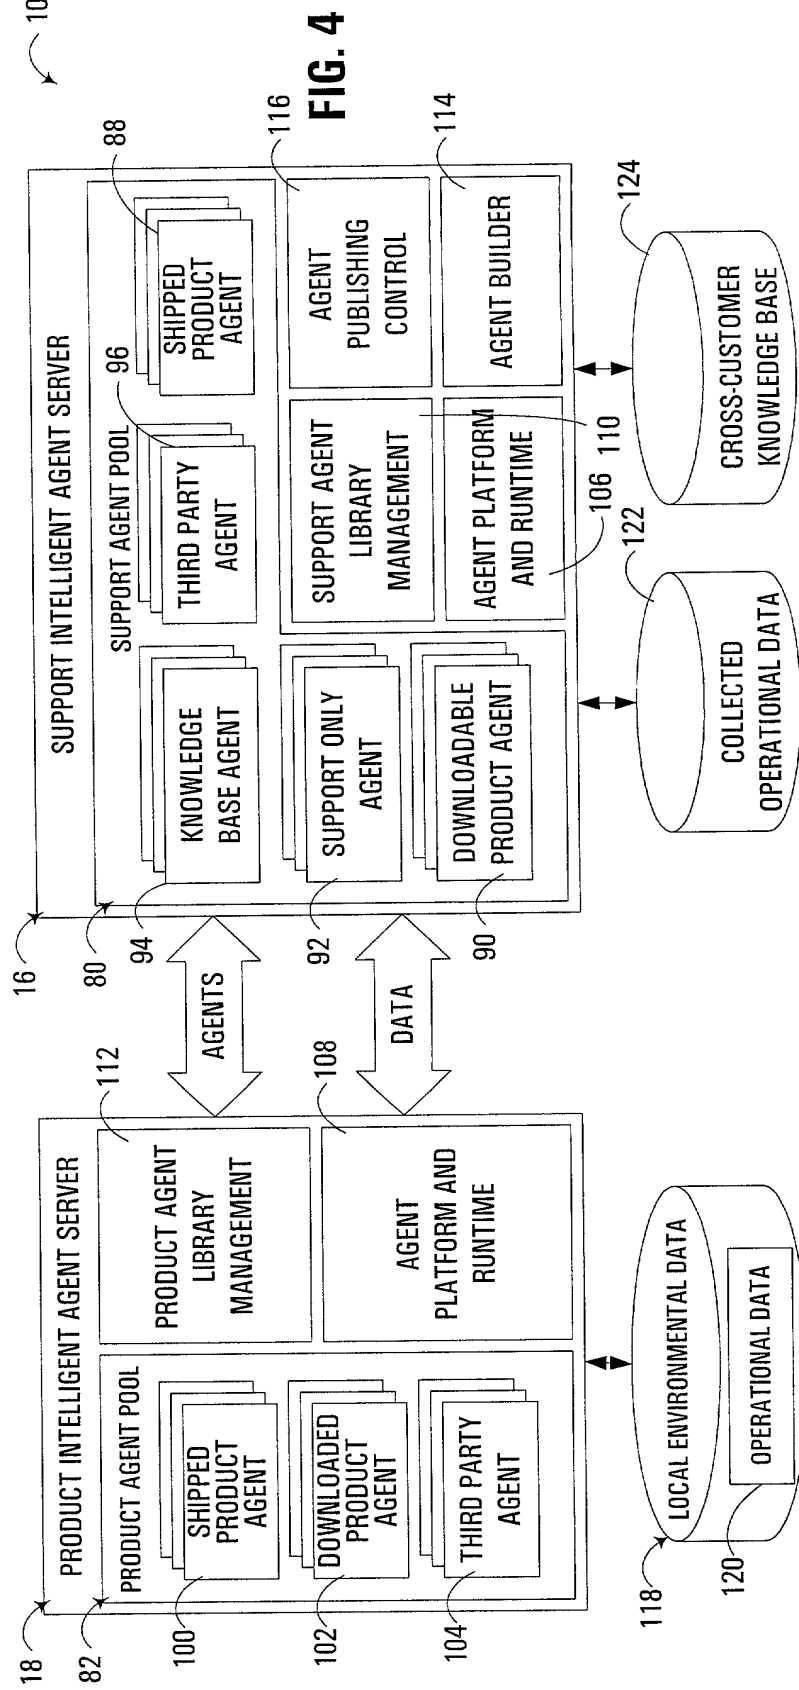 18
PRODUCT INTELLIGENT AGENT SERVER
82
PRODUCT AGENT POOL
100
SHIPPED
PRODUCT
AGENT
102
DOWNLOADED
PRODUCT
AGENT
104
THIRD PARTY
AGENT
112
PRODUCT AGENT
LIBRARY
MANAGEMENT
108
AGENT
PLATFORM AND
RUNTIME
118
LOCAL ENVIRONMENTAL DATA
120
OPERATIONAL DATA
AGENTS
DATA
16
SUPPORT INTELLIGENT AGENT SERVER
80
SUPPORT AGENT POOL
94
KNOWLEDGE
BASE AGENT
96
THIRD PARTY
AGENT
88
SHIPPED
PRODUCT
AGENT
92
SUPPORT ONLY
AGENT
90
DOWNLOADABLE
PRODUCT AGENT
SUPPORT AGENT
LIBRARY
MANAGEMENT
110
116
AGENT
PUBLISHING
CONTROL
AGENT PLATFORM
AND RUNTIME
106
114
AGENT BUILDER
122
COLLECTED
OPERATIONAL DATA
124
CROSS-CUSTOMER
KNOWLEDGE BASE
10
FIG. 4